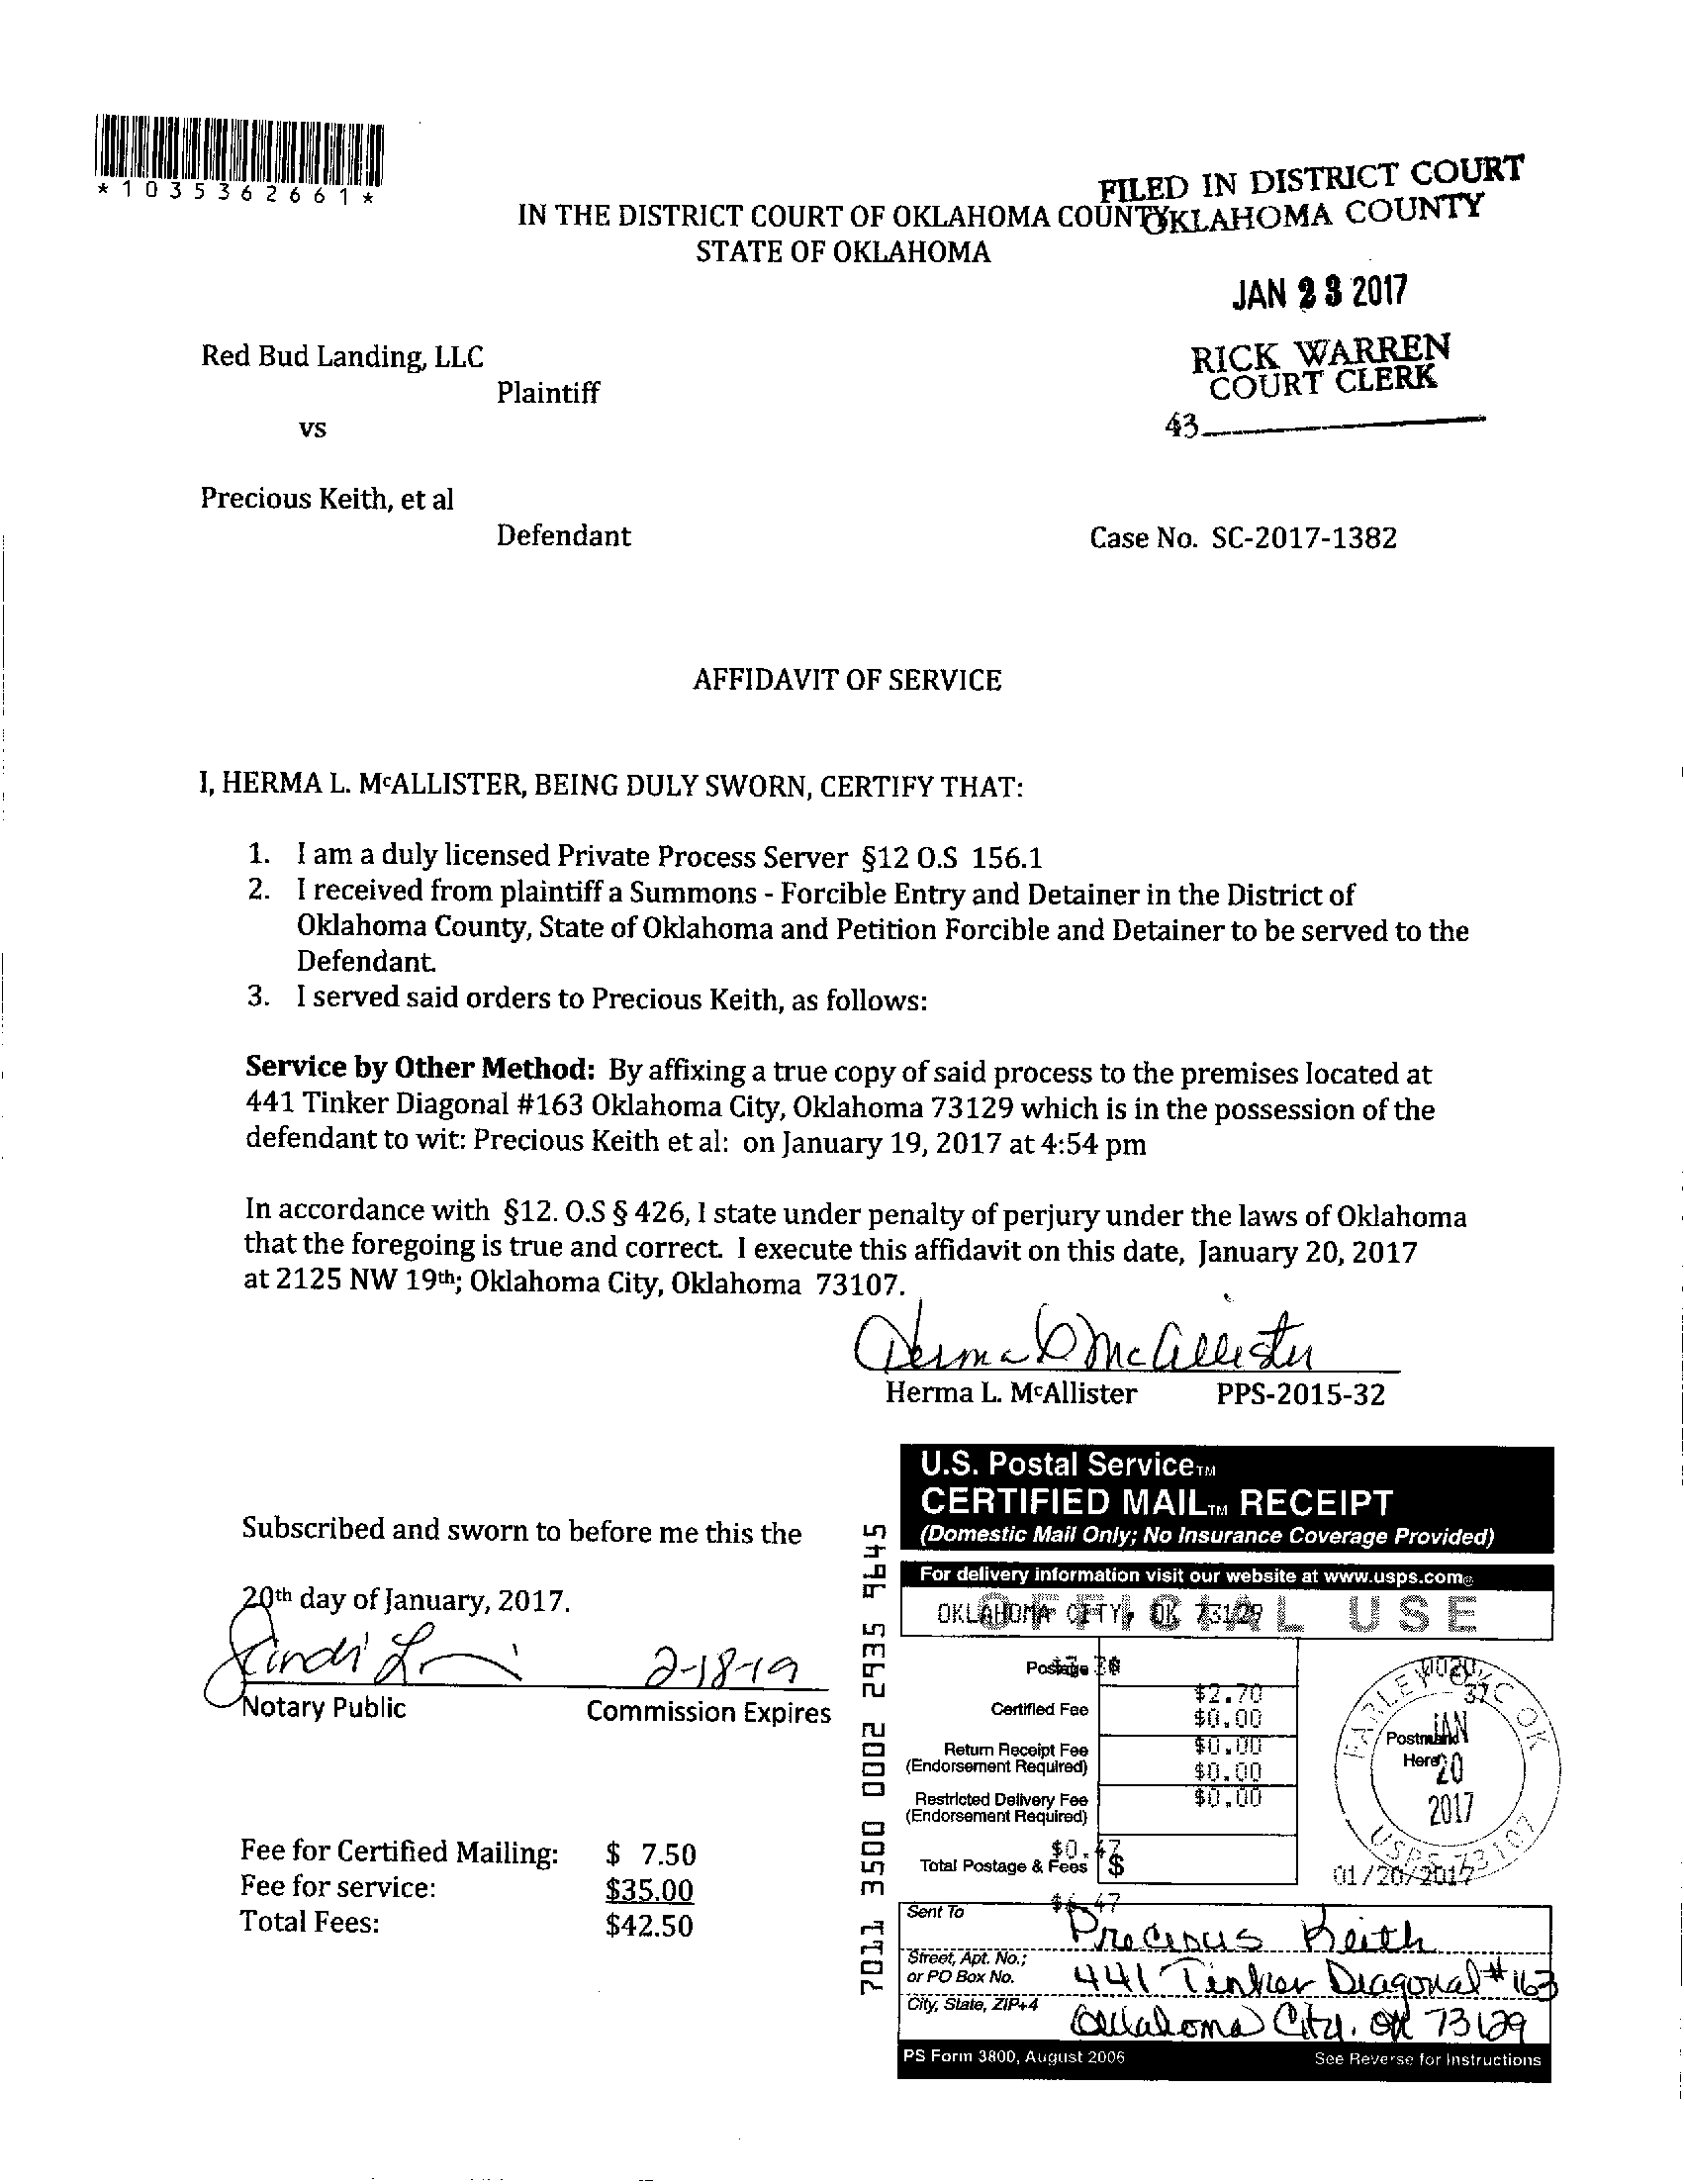 *1035362661*
FILED IN DISTRICT COURT
OKLAHOMA COUNTY
IN THE DISTRICT COURT OF OKLAHOMA COUNTY
STATE OF OKLAHOMA
JAN 23 2017
RICK WARREN
COURT CLERK
43
Red Bud Landing, LLC
Plaintiff
vs
Precious Keith, et al
Defendant
Case No. SC-2017-1382
AFFIDAVIT OF SERVICE
I, HERMA L. McALLISTER, BEING DULY SWORN, CERTIFY THAT:
1. I am a duly licensed Private Process Server §12 O.S 156.1
2. I received from plaintiff a Summons - Forcible Entry and Detainer in the District of
Oklahoma County, State of Oklahoma and Petition Forcible and Detainer to be served to the
Defendant.
3. I served said orders to Precious Keith, as follows:
Service by Other Method: By affixing a true copy of said process to the premises located at
441 Tinker Diagonal #163 Oklahoma City, Oklahoma 73129 which is in the possession of the
defendant to wit: Precious Keith et al: on January 19, 2017 at 4:54 pm
In accordance with §12. O.S § 426, I state under penalty of perjury under the laws of Oklahoma
that the foregoing is true and correct. I execute this affidavit on this date, January 20, 2017
at 2125 NW 19th; Oklahoma City, Oklahoma 73107.
Herma L McAllister
Herma L. McAllister PPS-2015-32
Subscribed and sworn to before me this the
20th day of January, 2017.
2-18-19
Notary Public Commission Expires
Fee for Certified Mailing: $ 7.50
Fee for service: $35.00
Total Fees: $42.50
7011 3500 0002 2935 9645
U.S. Postal Service™
CERTIFIED MAIL™ RECEIPT
(Domestic Mail Only; No Insurance Coverage Provided)
For delivery information visit our website at www.usps.com®
OFFICIAL USE
OKLAHOMA CITY, OK 73129
Postage $
$2.70
Certified Fee
$0.00
Return Receipt Fee
$0.00
(Endorsement Required)
$0.00
Restricted Delivery Fee
$0.00
(Endorsement Required)
$0.47
Total Postage & Fees $
$6.47
FARLEY OKC OK
Postmark
Here
JAN
20
2017
USPS 73107
01/20/2017
Sent To
Precious Keith
Street, Apt. No.;
or PO Box No.
441 Tinker Diagonal #163
City, State, ZIP+4
Oklahoma City, OK 73129
PS Form 3800, August 2006 See Reverse for Instructions